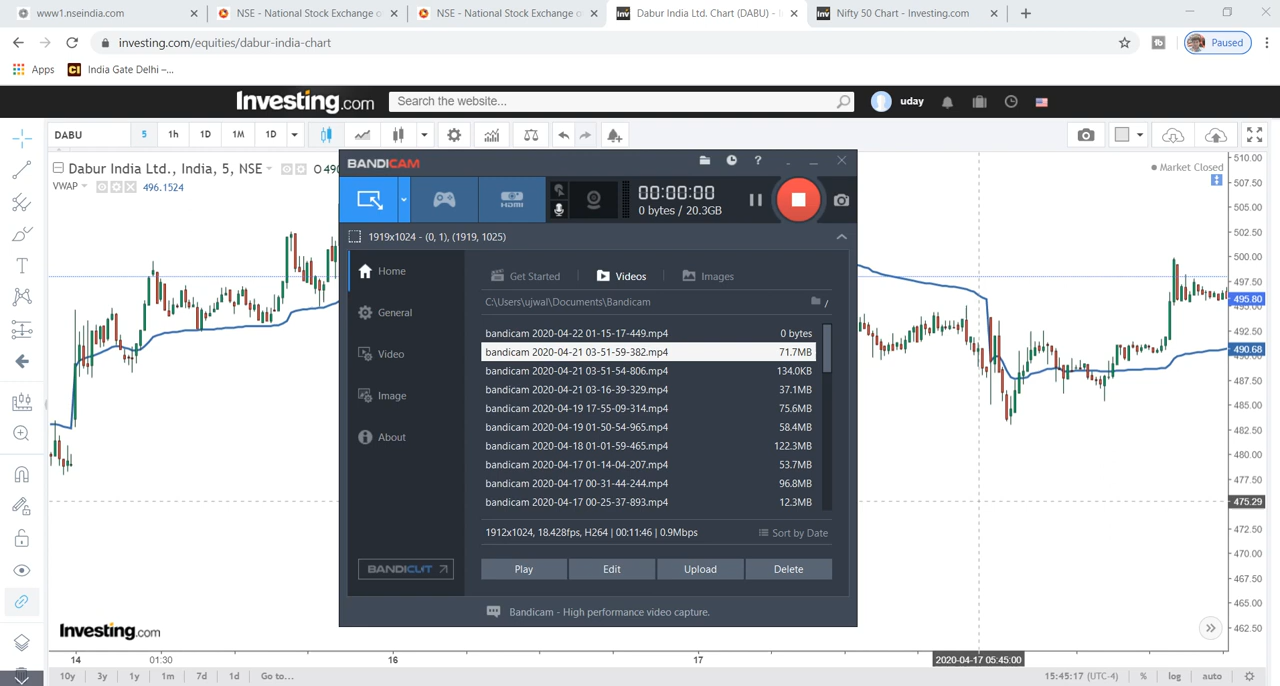 www1.nseindia.com
NSE - National Stock Exchange o
NSE - National Stock Exchange o
Dabur India Ltd. Chart (DABU) - I
Nifty 50 Chart - Investing.com
investing.com/equities/dabur-india-chart
Paused
Apps
CI India Gate Delhi –...
Investing.com
Search the website...
uday
DABU
5
1h
1D
1M
1D
Dabur India Ltd., India, 5, NSE
O490
VWAP
496.1524
Market Closed
BANDICAM
00:00:00
0 bytes / 20.3GB
HDMI
1919x1024 - (0, 1), (1919, 1025)
Home
General
Video
Image
About
BANDICUT
Get Started
Videos
Images
C:\Users\ujwal\Documents\Bandicam
/
bandicam 2020-04-22 01-15-17-449.mp4 0 bytes
bandicam 2020-04-21 03-51-59-382.mp4 71.7MB
bandicam 2020-04-21 03-51-54-806.mp4 134.0KB
bandicam 2020-04-21 03-16-39-329.mp4 37.1MB
bandicam 2020-04-19 17-55-09-314.mp4 75.6MB
bandicam 2020-04-19 01-50-54-965.mp4 58.4MB
bandicam 2020-04-18 01-01-59-465.mp4 122.3MB
bandicam 2020-04-17 01-14-04-207.mp4 53.7MB
bandicam 2020-04-17 00-31-44-244.mp4 96.8MB
bandicam 2020-04-17 00-25-37-893.mp4 12.3MB
1912x1024, 18.428fps, H264 | 00:11:46 | 0.9Mbps
Sort by Date
Play
Edit
Upload
Delete
Bandicam - High performance video capture.
510.00
507.50
505.00
502.50
500.00
495.80
492.50
490.68
487.50
485.00
482.50
480.00
475.29
472.50
470.00
467.50
465.00
462.50
Investing.com
14
01:30
16
17
2020-04-17 05:45:00
10y
3y
1y
1m
7d
1d
Go to...
15:45:17 (UTC-4)
%
log
auto